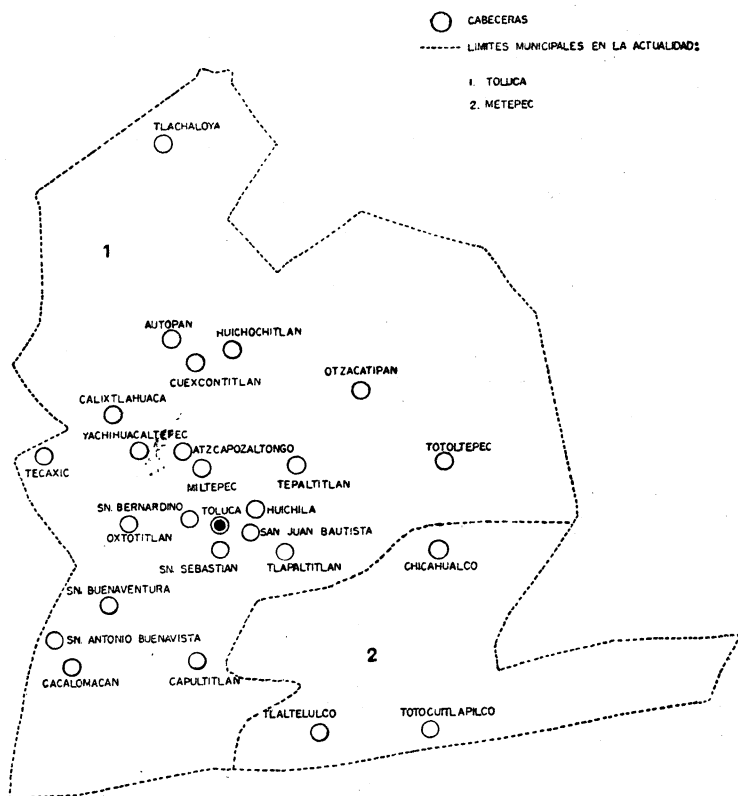 CABECERAS
LIMITES MUNICIPALES EN LA ACTUALIDAD:
1. TOLUCA
2. METEPEC
TLACHALOYA
1
AUTOPAN
HUICHOCHITLAN
CUEXCONTITLAN
OTZACATIPAN
CALIXTLAHUACA
YACHIHUACALTEPEC
ATZCAPOZALTONGO
TOTOLTEPEC
TECAXIC
MILTEPEC
TEPALTITLAN
SN. BERNARDINO
TOLUCA
HUICHILA
OXTOTITLAN
SAN JUAN BAUTISTA
SN. SEBASTIAN
TLAPALTITLAN
CHICAHUALCO
SN. BUENAVENTURA
SN. ANTONIO BUENAVISTA
2
CACALOMACAN
CAPULTITLAN
TLALTELULCO
TOTOCUITLAPILCO